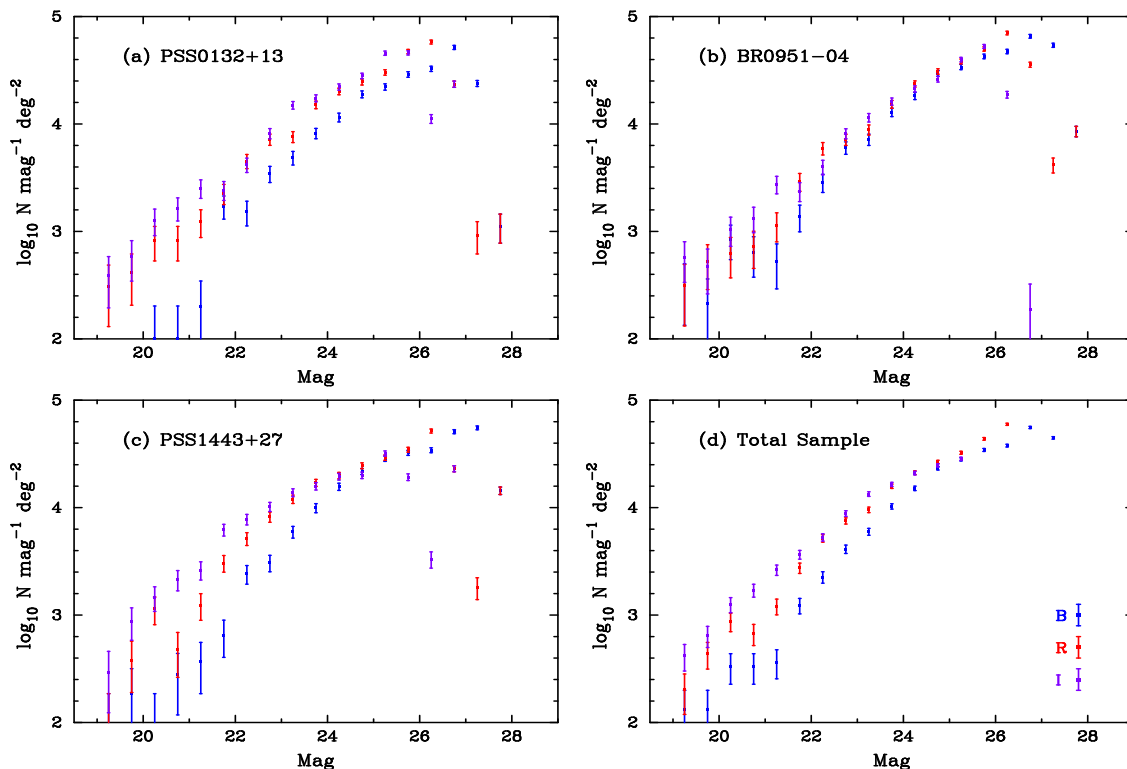 5
4
3
2
log₁₀ N mag⁻¹ deg⁻²
(a) PSS0132+13
20 22 24 26 28
Mag
5
4
3
2
log₁₀ N mag⁻¹ deg⁻²
(b) BR0951−04
20 22 24 26 28
Mag
5
4
3
2
log₁₀ N mag⁻¹ deg⁻²
(c) PSS1443+27
20 22 24 26 28
Mag
5
4
3
2
log₁₀ N mag⁻¹ deg⁻²
(d) Total Sample
B
R
I
20 22 24 26 28
Mag